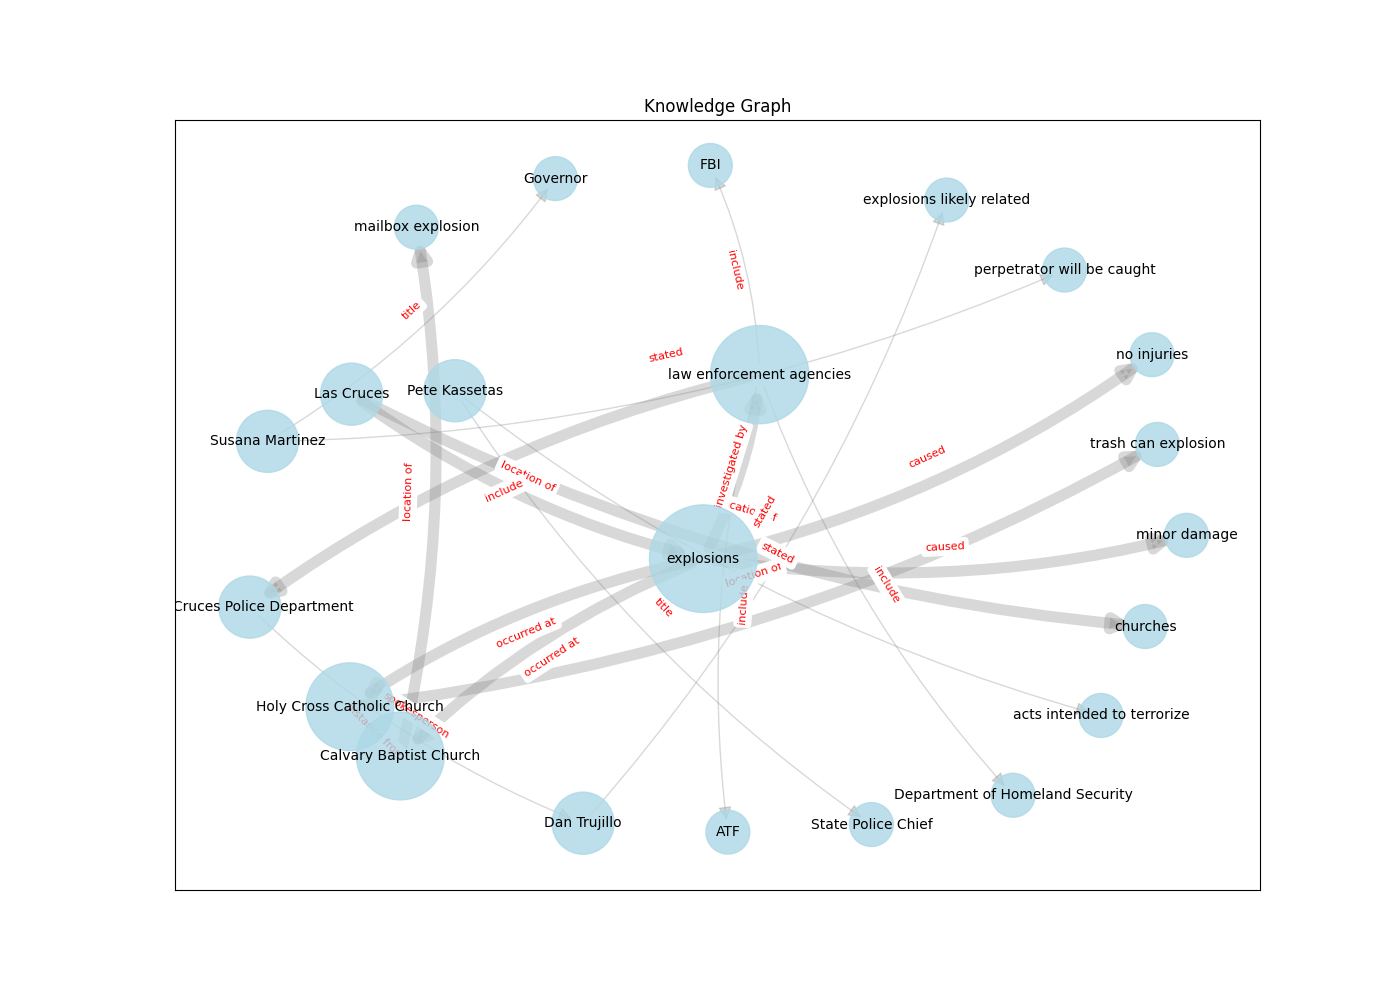 Knowledge Graph
FBI
Governor
explosions likely related
mailbox explosion
include
perpetrator will be caught
title
stated
no injuries
law enforcement agencies
Pete Kassetas
Las Cruces
Susana Martinez
trash can explosion
caused
investigated by
location of
location of
include
stated
minor damage
caused
stated
explosions
location of
include
include
title
Cruces Police Department
churches
occurred at
occurred at
Holy Cross Catholic Church
acts intended to terrorize
Calvary Baptist Church
Department of Homeland Security
Dan Trujillo
State Police Chief
ATF